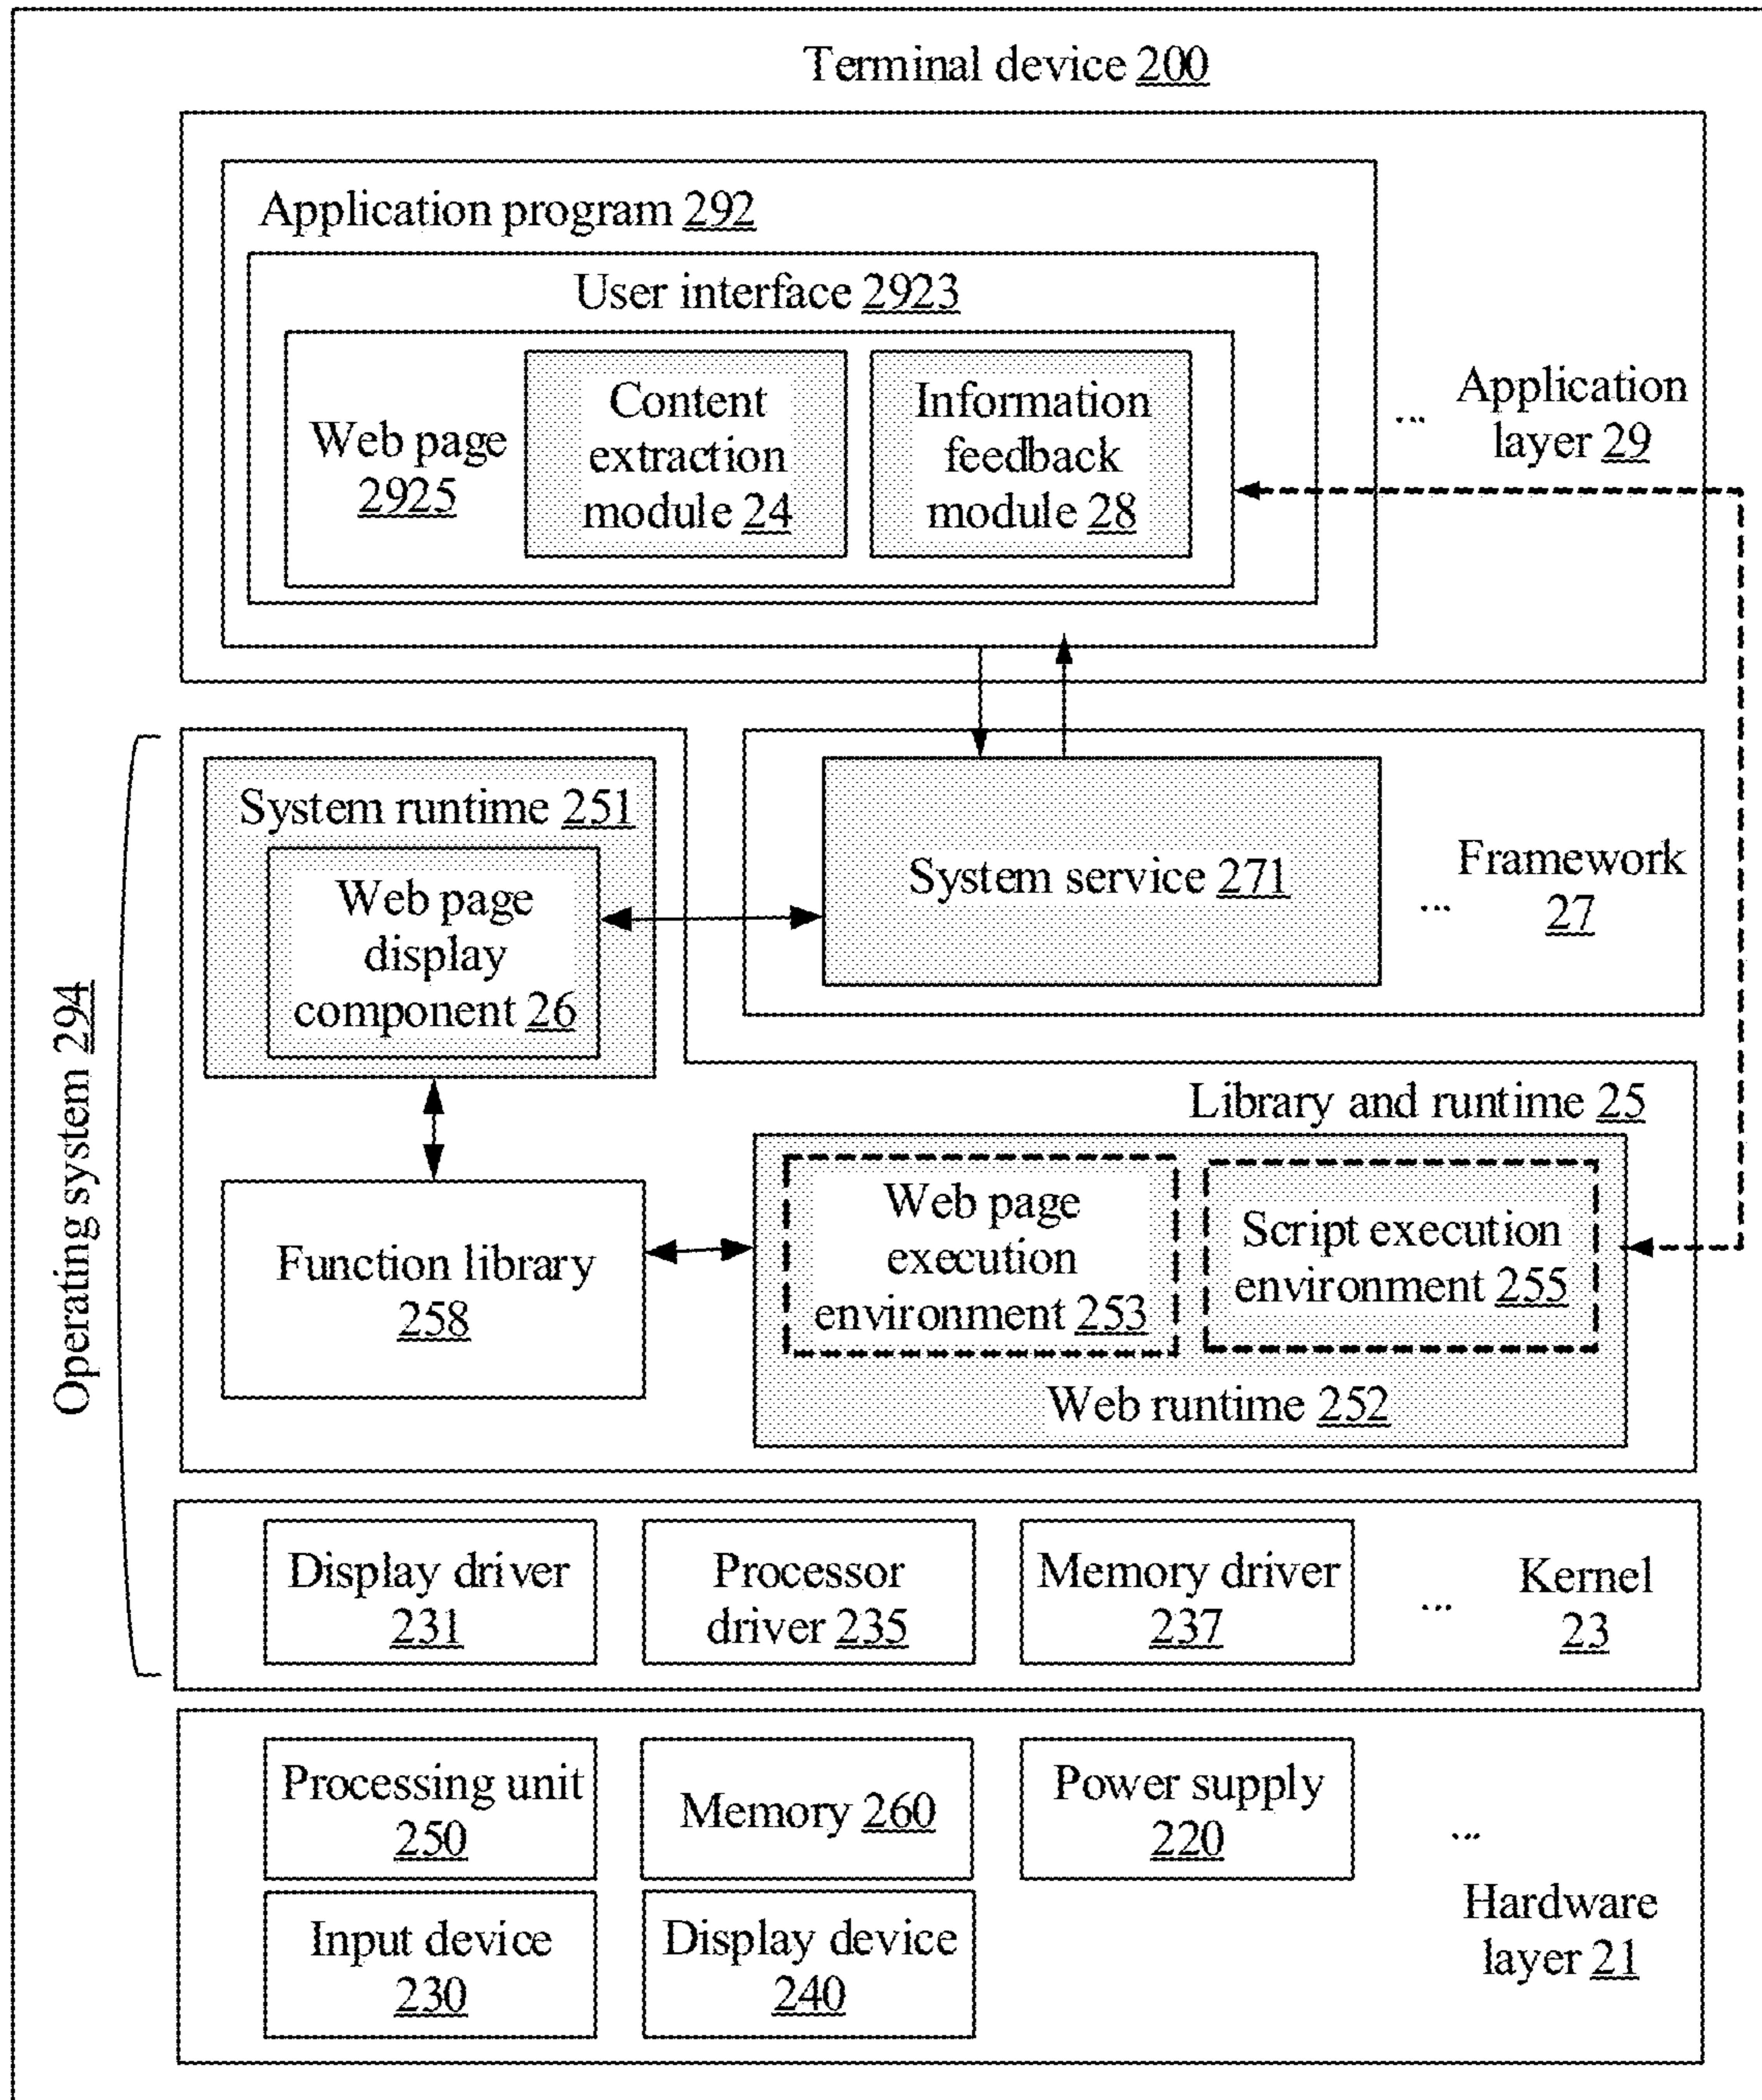 Terminal device 200
Application program 292
User interface 2923
Web page
2925
Content
extraction
module 24
Information
feedback
module 28
... Application
layer 29
Operating system 294
System runtime 251
Web page
display
component 26
System service 271
... Framework
27
Library and runtime 25
Function library
258
Web page
execution
environment 253
Script execution
environment 255
Web runtime 252
Display driver
231
Processor
driver 235
Memory driver
237
... Kernel
23
Processing unit
250
Memory 260
Power supply
220
...
Input device
230
Display device
240
Hardware
layer 21